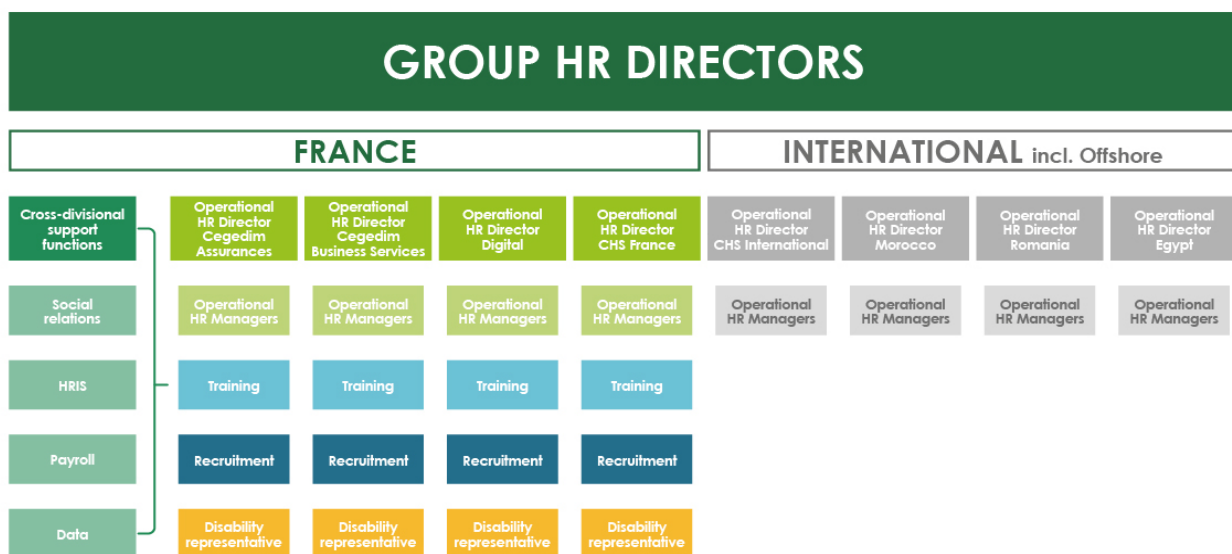 GROUP HR DIRECTORS
FRANCE
INTERNATIONAL incl. Offshore
Cross-divisional
support
functions
Operational
HR Director
Cegedim
Assurances
Operational
HR Director
Cegedim
Business Services
Operational
HR Director
Digital
Operational
HR Director
CHS France
Operational
HR Director
CHS International
Operational
HR Director
Morocco
Operational
HR Director
Romania
Operational
HR Director
Egypt
Social
relations
Operational
HR Managers
Operational
HR Managers
Operational
HR Managers
Operational
HR Managers
Operational
HR Managers
Operational
HR Managers
Operational
HR Managers
Operational
HR Managers
HRIS
Training
Training
Training
Training
Payroll
Recruitment
Recruitment
Recruitment
Recruitment
Data
Disability
representative
Disability
representative
Disability
representative
Disability
representative